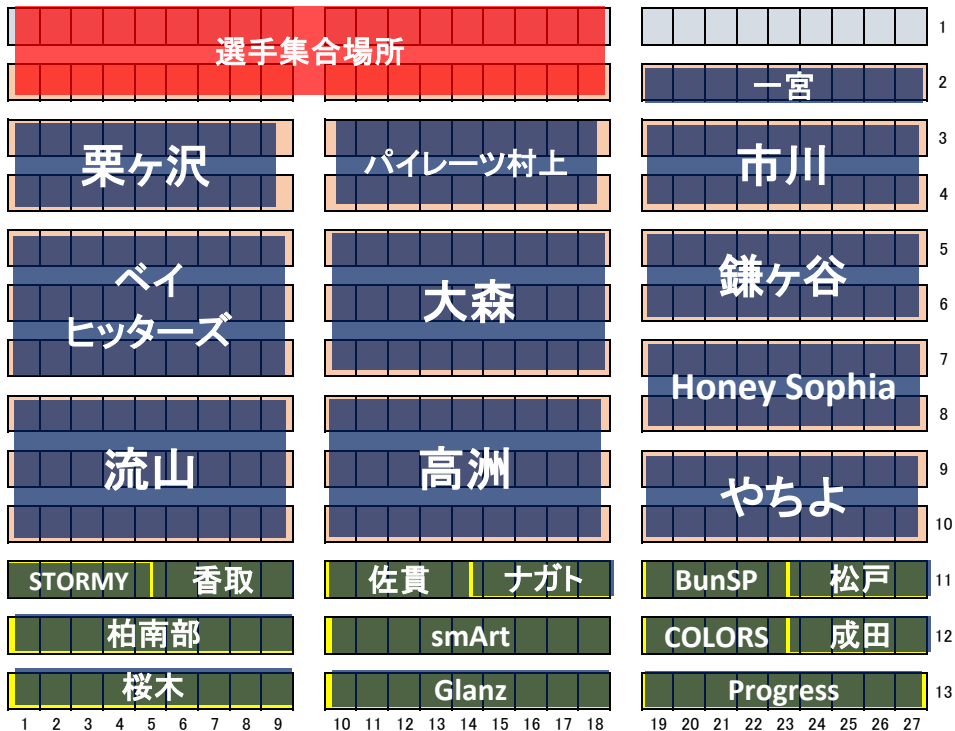 選手集合場所
1
一宮
2
栗ヶ沢
パイレーツ村上
市川
3
4
ベイ
ヒッターズ
大森
鎌ヶ谷
5
6
Honey Sophia
7
8
流山
高洲
やちよ
9
10
STORMY 香取 佐貫 ナガト BunSP 松戸 11
柏南部 smArt COLORS 成田 12
桜木 Glanz Progress 13
1 2 3 4 5 6 7 8 9 10 11 12 13 14 15 16 17 18 19 20 21 22 23 24 25 26 27